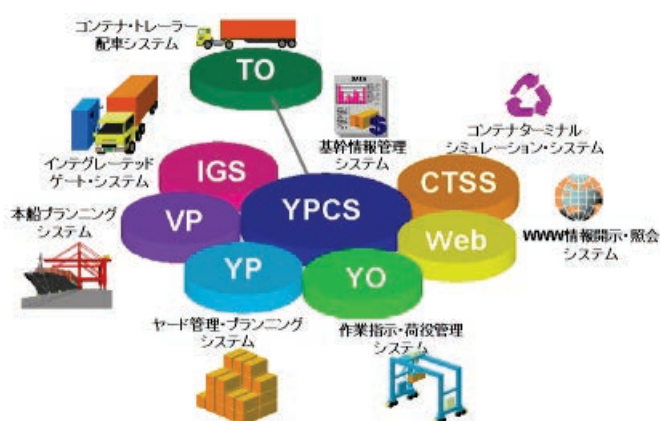 コンテナ・トレーラー
配車システム
TO
DATA
$
インテグレーテッド
ゲート・システム
IGS
基幹情報管理
システム
コンテナターミナル
シミュレーション・システム
CTSS
YPCS
本船プランニング
システム
VP
Web
WWW情報開示・照会
システム
YP
YO
ヤード管理・プランニング
システム
作業指示・荷役管理
システム